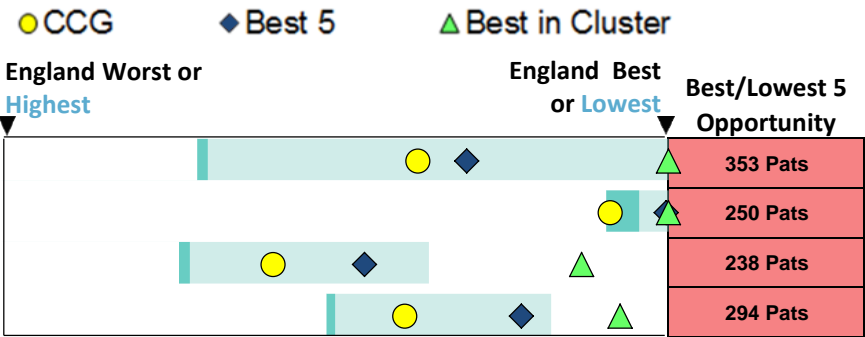 CCG Best 5 Best in Cluster
England Worst or
Highest
England Best
or Lowest
Best/Lowest 5
Opportunity
353 Pats
250 Pats
238 Pats
294 Pats